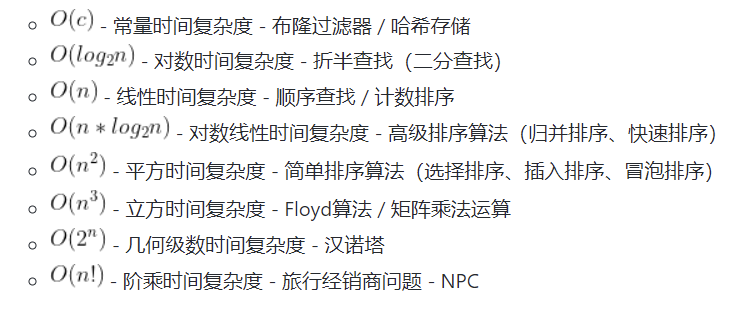 O(c) - 常量时间复杂度 - 布隆过滤器 / 哈希存储
O(log₂n) - 对数时间复杂度 - 折半查找（二分查找）
O(n) - 线性时间复杂度 - 顺序查找 / 计数排序
O(n * log₂n) - 对数线性时间复杂度 - 高级排序算法（归并排序、快速排序）
O(n²) - 平方时间复杂度 - 简单排序算法（选择排序、插入排序、冒泡排序）
O(n³) - 立方时间复杂度 - Floyd算法 / 矩阵乘法运算
O(2ⁿ) - 几何级数时间复杂度 - 汉诺塔
O(n!) - 阶乘时间复杂度 - 旅行经销商问题 - NPC